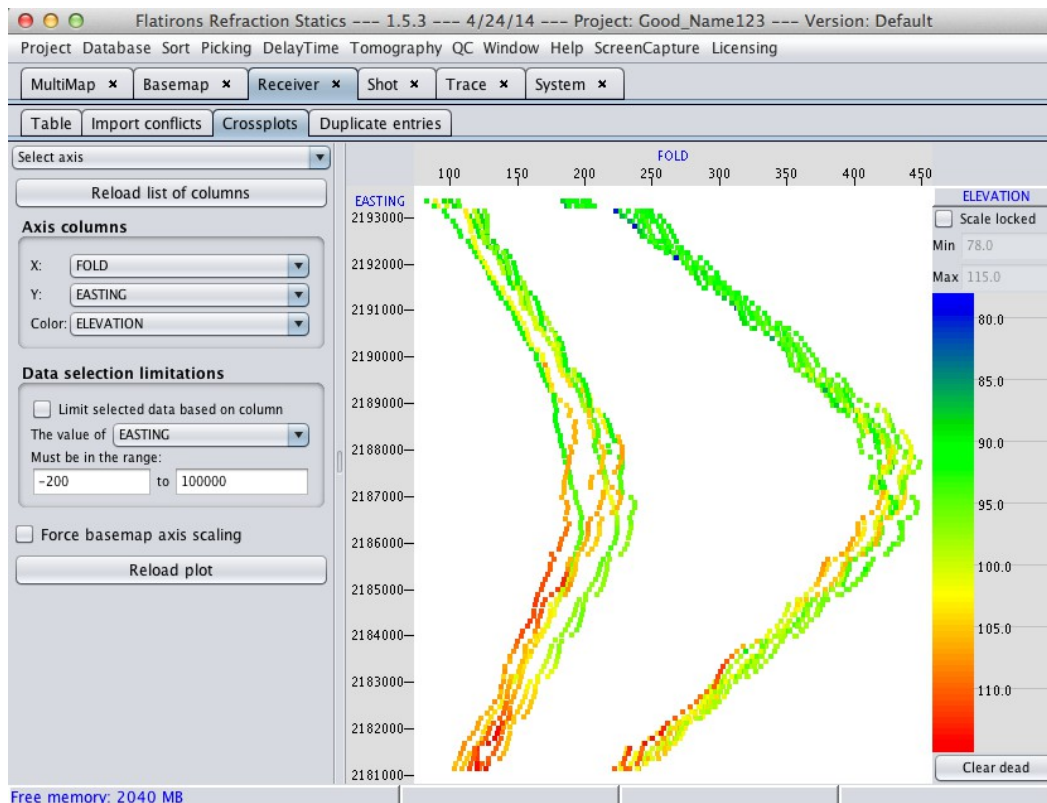 Flatirons Refraction Statics --- 1.5.3 --- 4/24/14 --- Project: Good_Name123 --- Version: Default
Project Database Sort Picking DelayTime Tomography QC Window Help ScreenCapture Licensing
MultiMap × Basemap × Receiver × Shot × Trace × System ×
Table Import conflicts Crossplots Duplicate entries
Select axis
Reload list of columns
Axis columns
X: FOLD
Y: EASTING
Color: ELEVATION
Data selection limitations
Limit selected data based on column
The value of EASTING
Must be in the range:
-200 to 100000
Force basemap axis scaling
Reload plot
FOLD
100 150 200 250 300 350 400 450
EASTING
2193000
2192000
2191000
2190000
2189000
2188000
2187000
2186000
2185000
2184000
2183000
2182000
2181000
ELEVATION
Scale locked
Min 78.0
Max 115.0
80.0
85.0
90.0
95.0
100.0
105.0
110.0
Clear dead
Free memory: 2040 MB